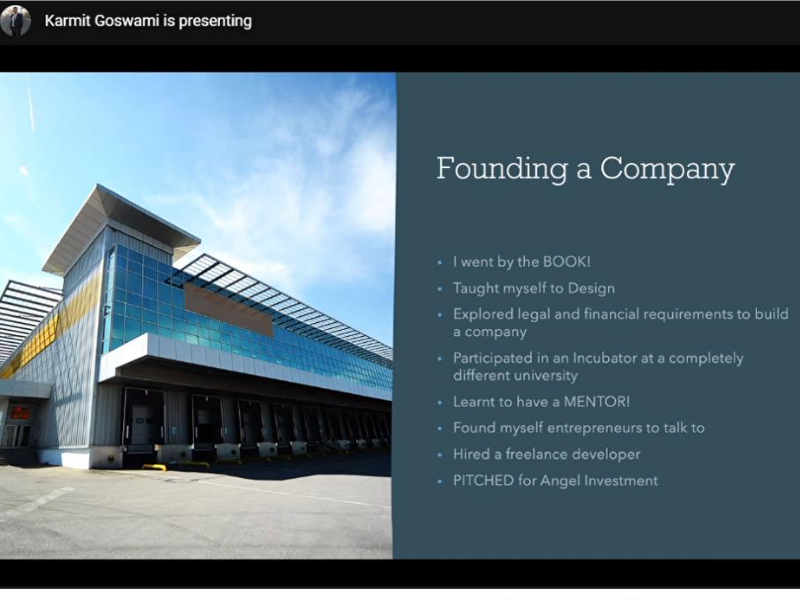 Karmit Goswami is presenting
Founding a Company
• I went by the BOOK!
• Taught myself to Design
• Explored legal and financial requirements to build
a company
• Participated in an Incubator at a completely
different university
• Learnt to have a MENTOR!
• Found myself entrepreneurs to talk to
• Hired a freelance developer
• PITCHED for Angel Investment